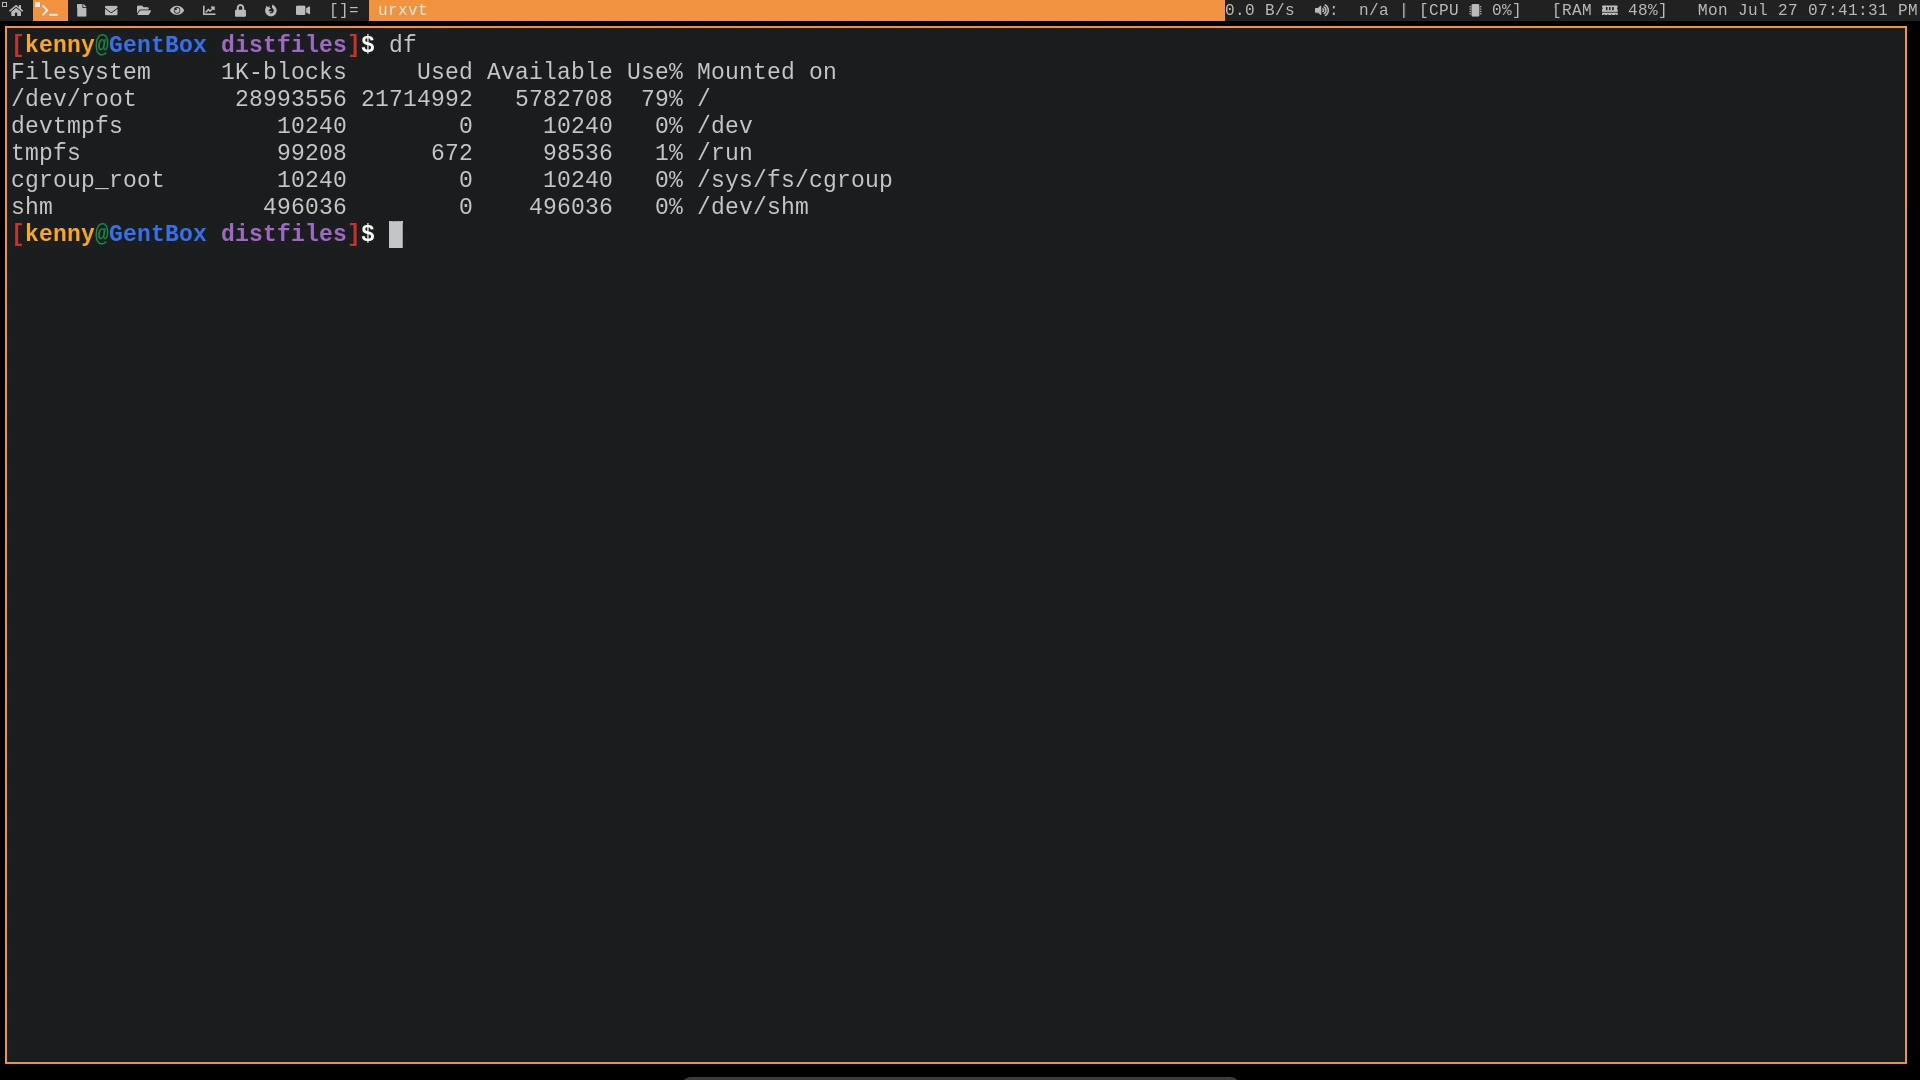 []= urxvt 0.0 B/s : n/a | [CPU 0%] [RAM 48%] Mon Jul 27 07:41:31 PM
[kenny@GentBox distfiles]$ df
Filesystem     1K-blocks     Used Available Use% Mounted on
/dev/root       28993556 21714992   5782708  79% /
devtmpfs           10240        0     10240   0% /dev
tmpfs              99208      672     98536   1% /run
cgroup_root        10240        0     10240   0% /sys/fs/cgroup
shm               496036        0    496036   0% /dev/shm
[kenny@GentBox distfiles]$